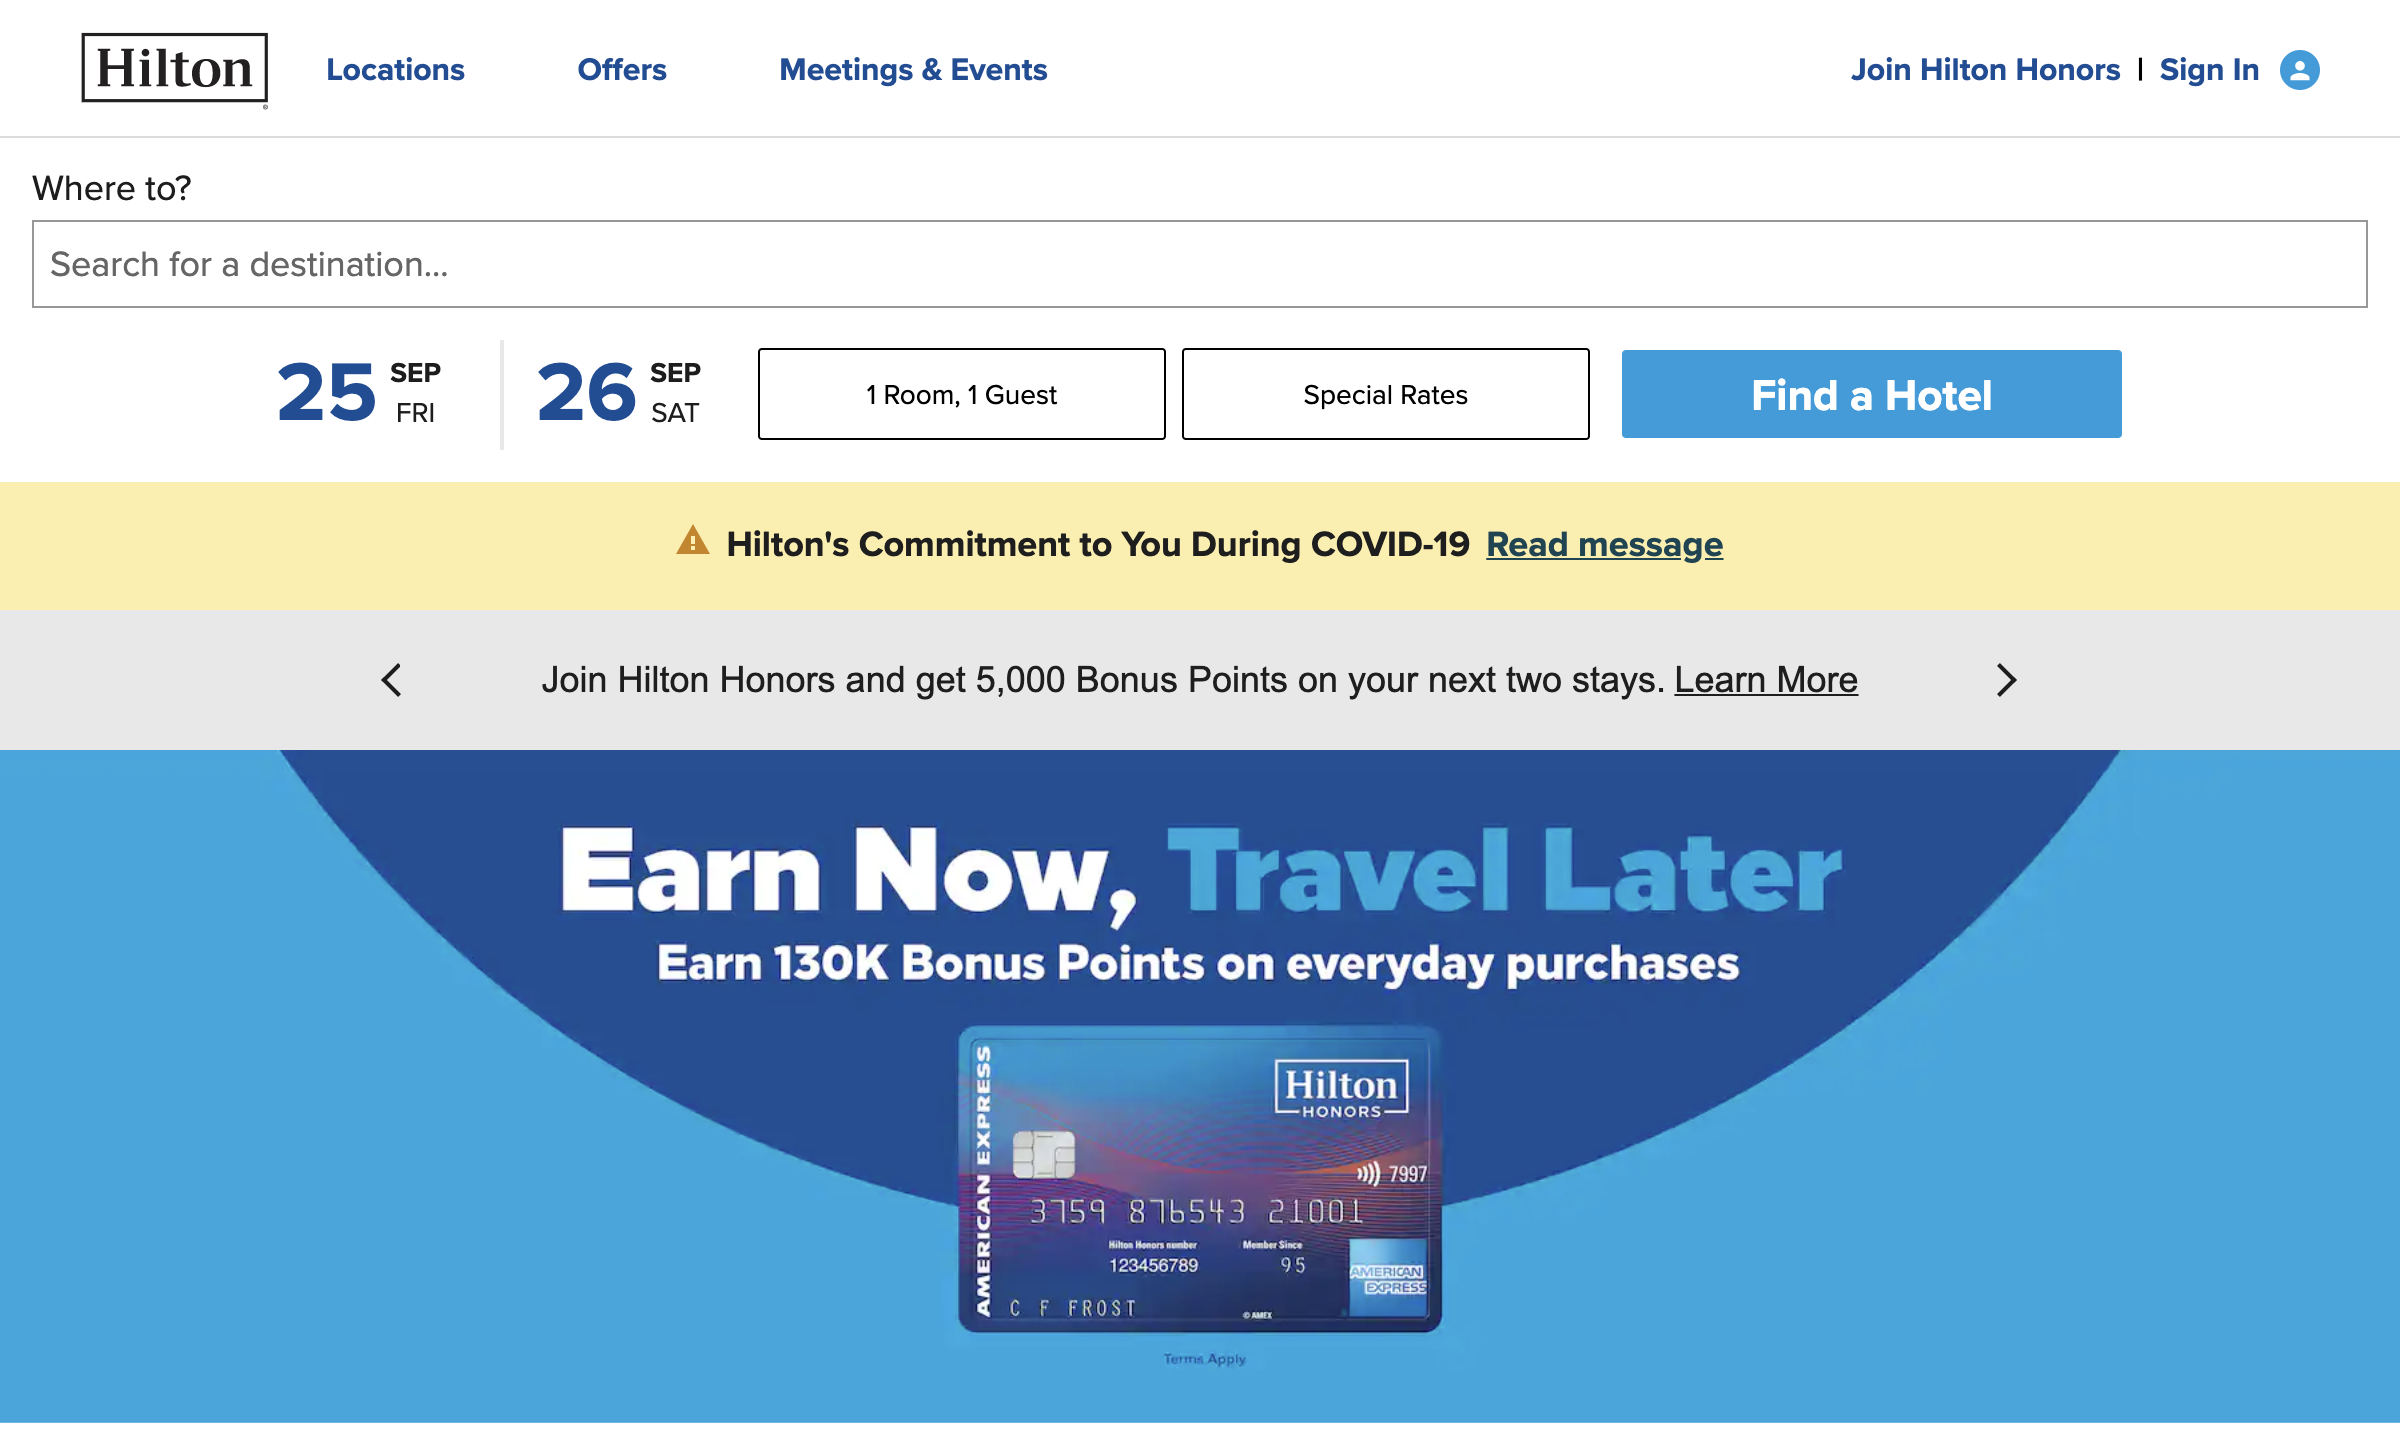 Hilton
Locations
Offers
Meetings & Events
Join Hilton Honors | Sign In
Where to?
Search for a destination...
25 SEP FRI
26 SEP SAT
1 Room, 1 Guest
Special Rates
Find a Hotel
Hilton's Commitment to You During COVID-19 Read message
Join Hilton Honors and get 5,000 Bonus Points on your next two stays. Learn More
Earn Now, Travel Later
Earn 130K Bonus Points on everyday purchases
AMERICAN EXPRESS
Hilton
HONORS
7997
3759 876543 21001
Hilton Honors number
Member Since
123456789
95
AMERICAN
EXPRESS
C F FROST
© AMEX
Terms Apply